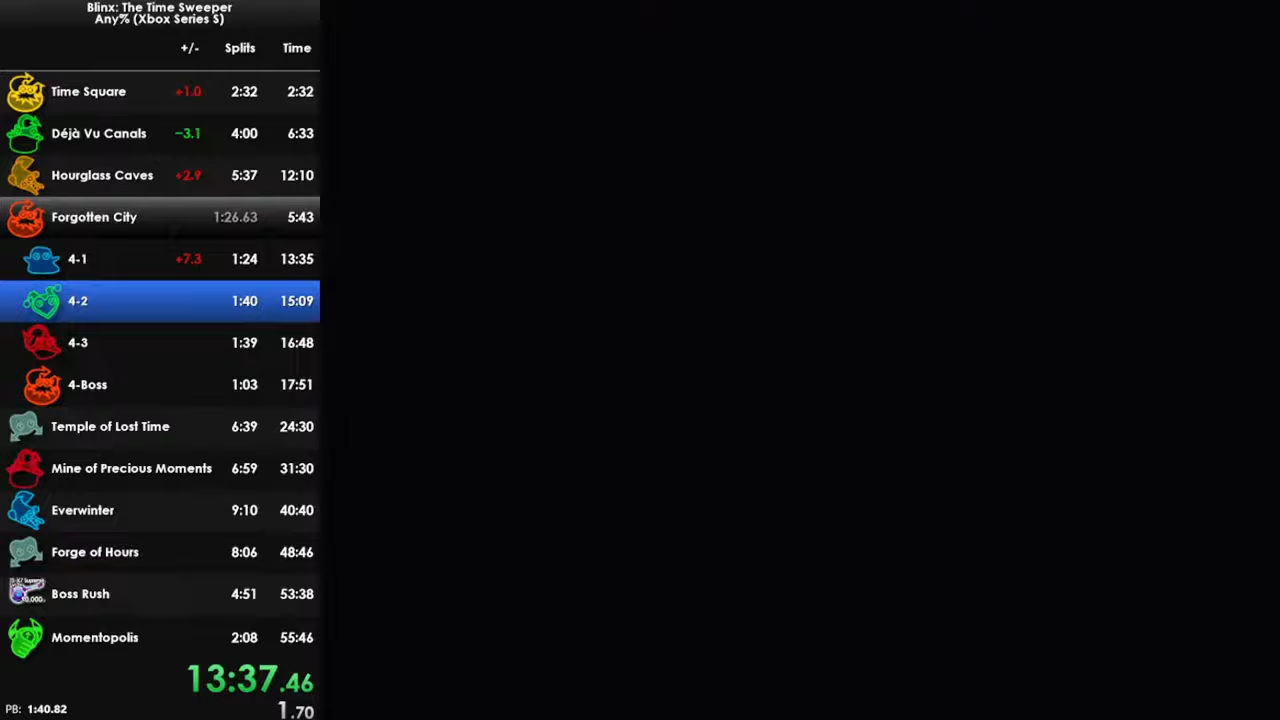 Blinx: The Time Sweeper
Any% (Xbox Series S)
+/- Splits Time
Time Square +1.0 2:32 2:32
Déjà Vu Canals −3.1 4:00 6:33
Hourglass Caves +2.9 5:37 12:10
Forgotten City 1:26.63 5:43
4-1 +7.3 1:24 13:35
4-2 1:40 15:09
4-3 1:39 16:48
4-Boss 1:03 17:51
Temple of Lost Time 6:39 24:30
Mine of Precious Moments 6:59 31:30
Everwinter 9:10 40:40
Forge of Hours 8:06 48:46
Boss Rush 4:51 53:38
Momentopolis 2:08 55:46
13:37.46
PB: 1:40.82 1.70